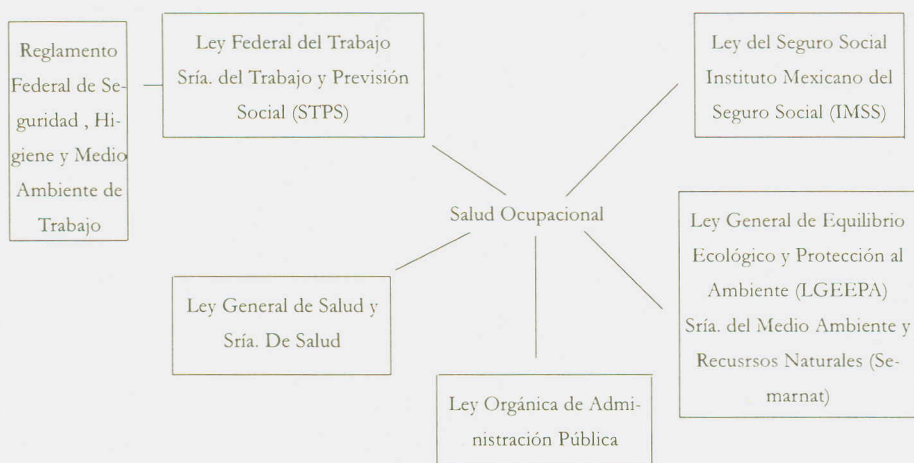 Reglamento
Federal de Se-
guridad , Hi-
giene y Medio
Ambiente de
Trabajo
Ley Federal del Trabajo
Sría. del Trabajo y Previsión
Social (STPS)
Ley del Seguro Social
Instituto Mexicano del
Seguro Social (IMSS)
Salud Ocupacional
Ley General de Equilibrio
Ecológico y Protección al
Ambiente (LGEEPA)
Sría. del Medio Ambiente y
Recusrsos Naturales (Se-
marnat)
Ley General de Salud y
Sría. De Salud
Ley Orgánica de Admi-
nistración Pública